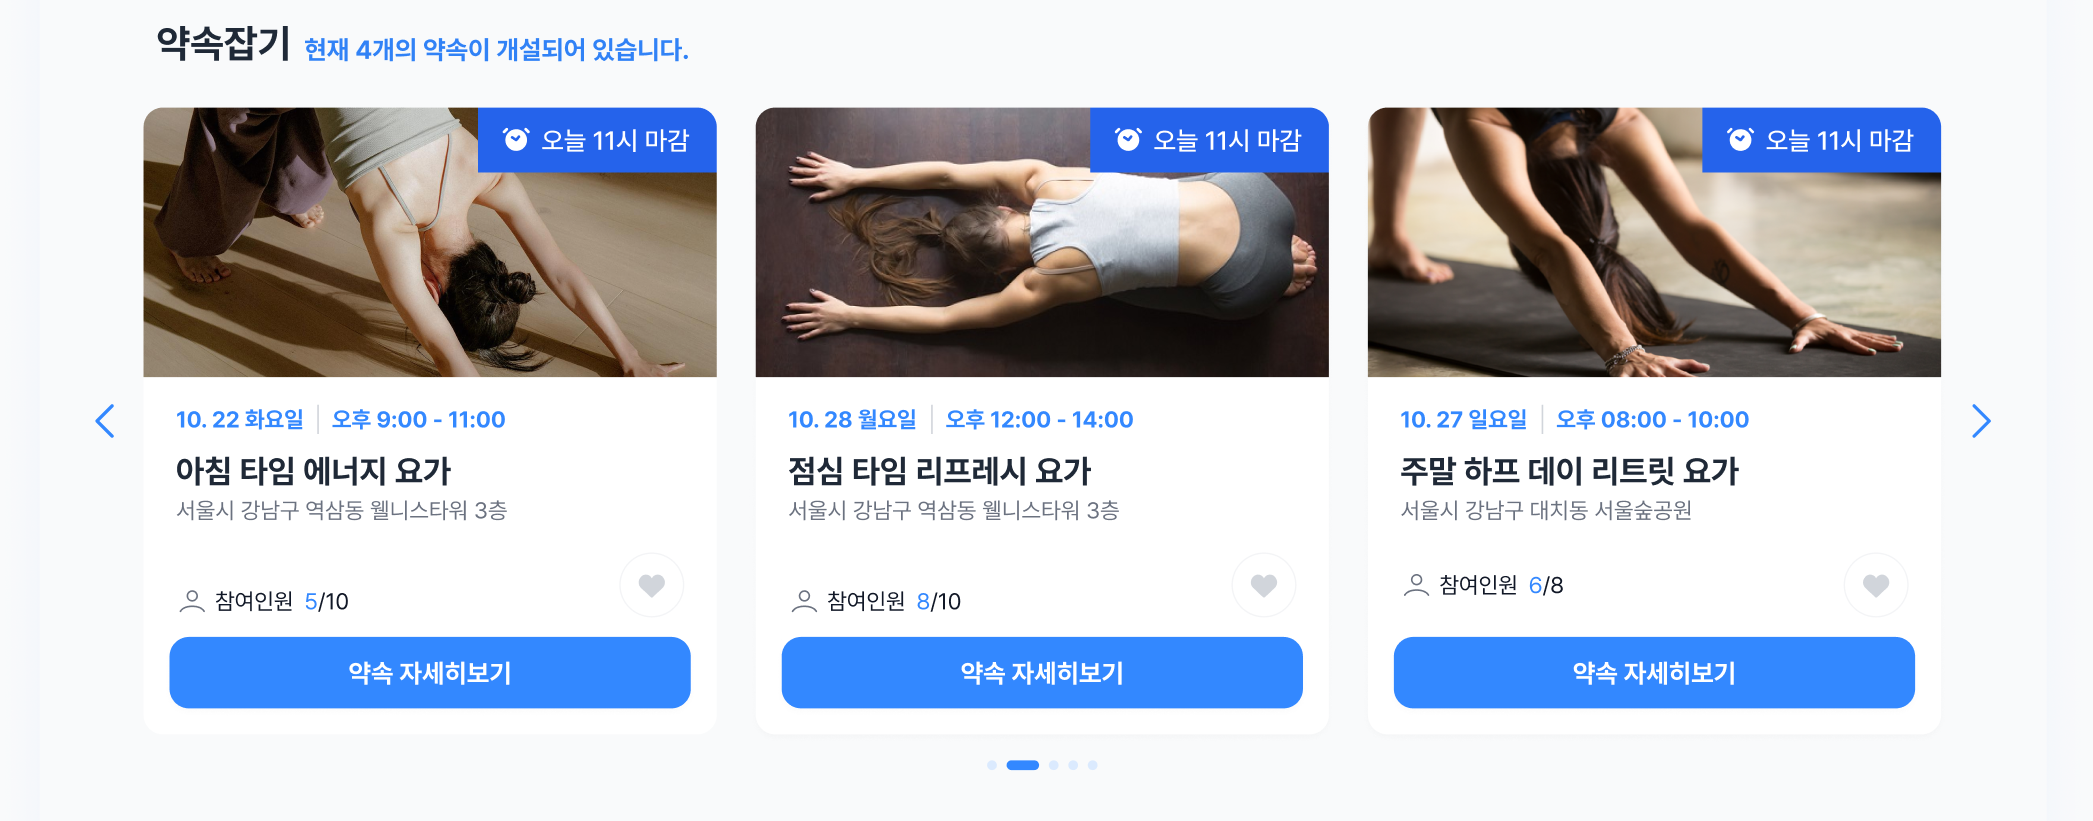 약속잡기 현재 4개의 약속이 개설되어 있습니다.
오늘 11시 마감
10. 22 화요일 오후 9:00 - 11:00
아침 타임 에너지 요가
서울시 강남구 역삼동 웰니스타워 3층
참여인원 5/10
약속 자세히보기
오늘 11시 마감
10. 28 월요일 오후 12:00 - 14:00
점심 타임 리프레시 요가
서울시 강남구 역삼동 웰니스타워 3층
참여인원 8/10
약속 자세히보기
오늘 11시 마감
10. 27 일요일 오후 08:00 - 10:00
주말 하프 데이 리트릿 요가
서울시 강남구 대치동 서울숲공원
참여인원 6/8
약속 자세히보기